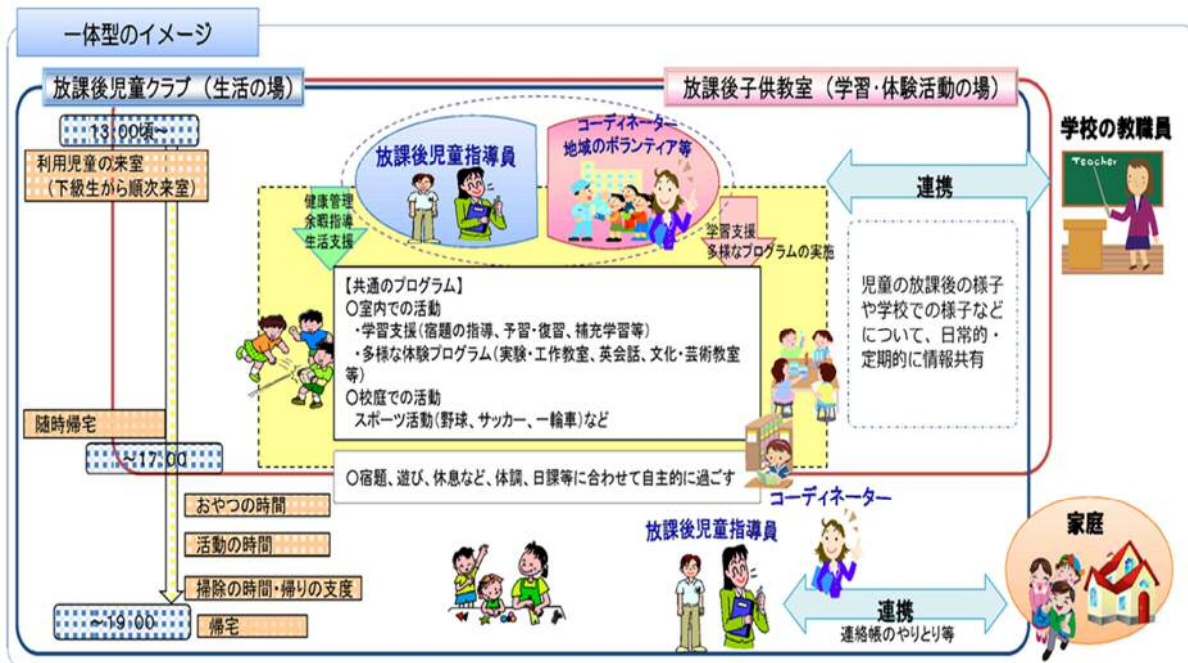 一体型のイメージ
放課後児童クラブ（生活の場）
放課後子供教室（学習・体験活動の場）
13:00頃～
利用児童の来室
（下級生から順次来室）
放課後児童指導員
コーディネーター
地域のボランティア等
学校の教職員
Teacher
連携
健康管理
余暇指導
生活支援
学習支援
多様なプログラムの実施
【共通のプログラム】
○室内での活動
・学習支援（宿題の指導、予習・復習、補充学習等）
・多様な体験プログラム（実験・工作教室、英会話、文化・芸術教室
等）
○校庭での活動
スポーツ活動（野球、サッカー、一輪車）など
児童の放課後の様子
や学校での様子など
について、日常的・
定期的に情報共有
随時帰宅
～17:00
○宿題、遊び、休息など、体調、日課等に合わせて自主的に過ごす
おやつの時間
活動の時間
掃除の時間・帰りの支度
～19:00
帰宅
コーディネーター
放課後児童指導員
連携
連絡帳のやりとり等
家庭